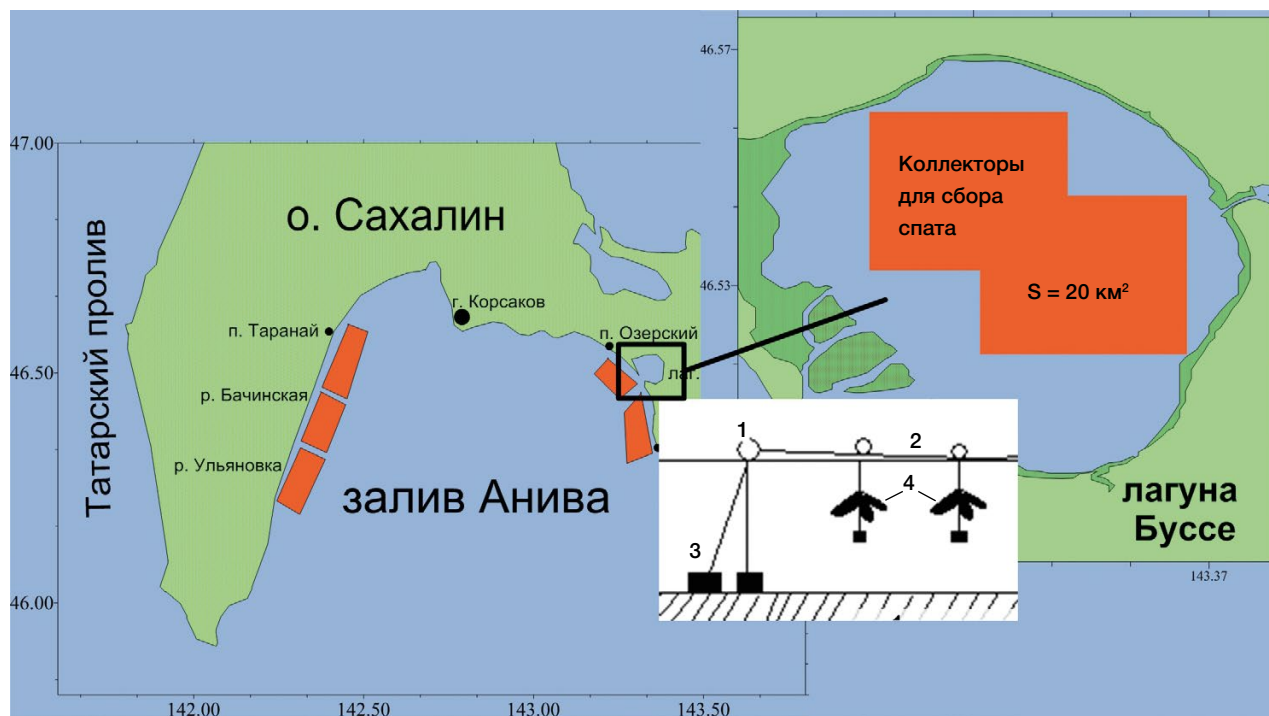 47.00
46.50
46.00
142.00
142.50
143.00
143.50
Татарский пролив
о. Сахалин
г. Корсаков
п. Таранай
р. Бачинская
р. Ульяновка
п. Озерский
лаг.
залив Анива
46.57
46.53
143.37
Коллекторы
для сбора
спата
S = 20 км²
лагуна
Буссе
1
2
3
4